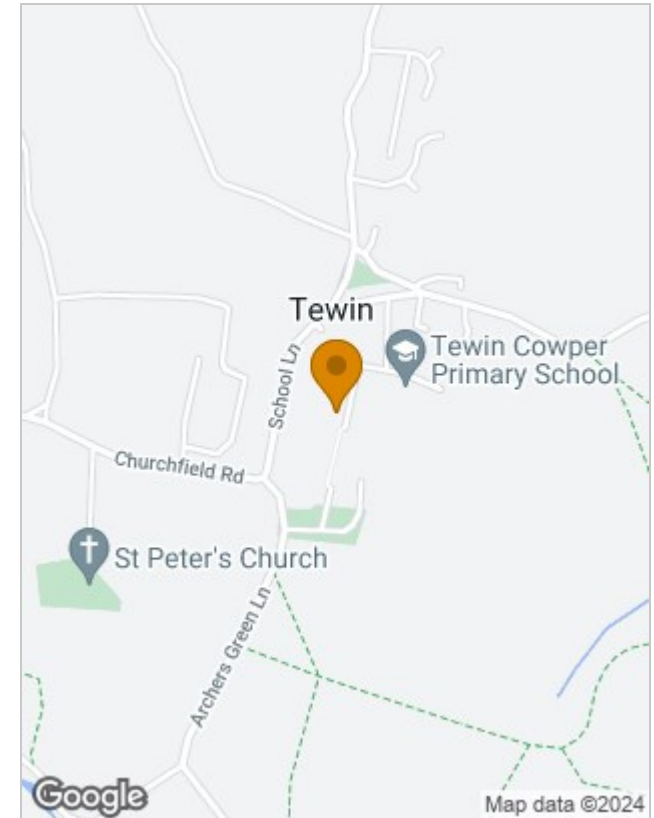 Tewin
School Ln
Tewin Cowper
Primary School
Churchfield Rd
St Peter's Church
Archers Green Ln
Google
Map data ©2024